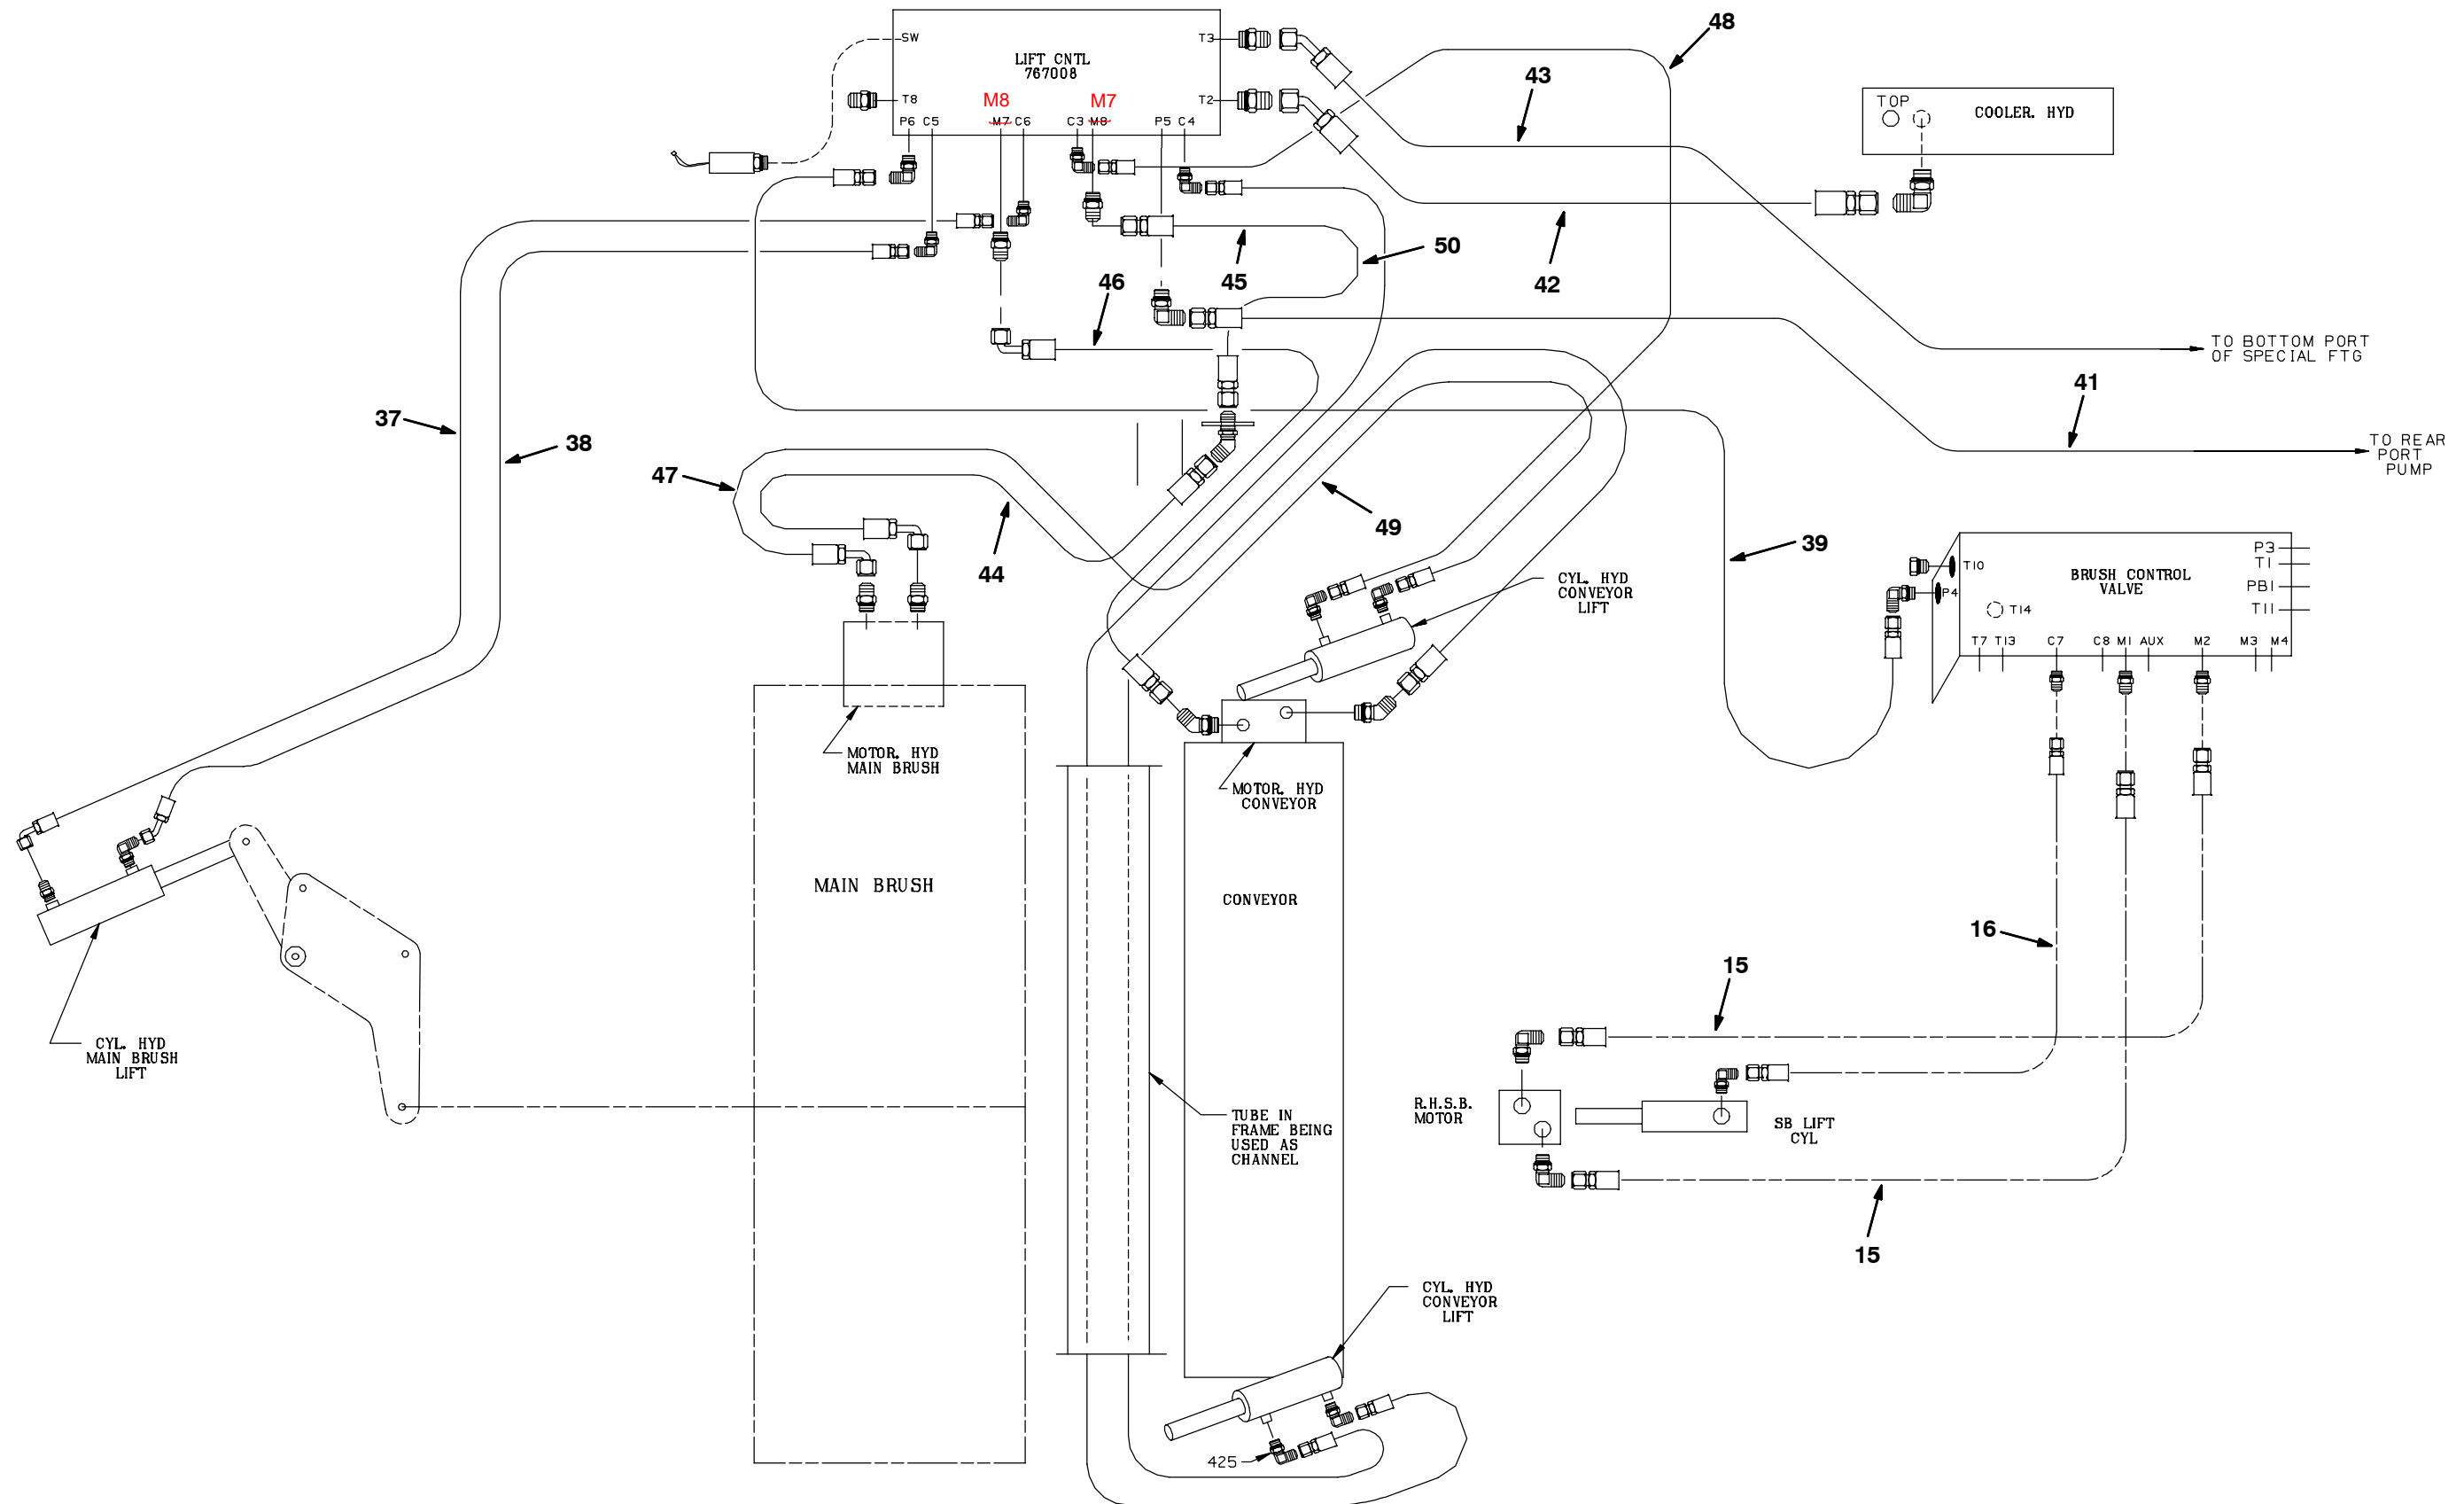 48
SW
T3
LIFT CNTL
767008
43
T8
M8
M7
T2
TOP
COOLER. HYD
P6 C5
M7 C6
C3 M8
P5 C4
50
45
42
46
TO BOTTOM PORT
OF SPECIAL FTG
41
37
38
TO REAR
PORT
PUMP
47
49
44
39
T10
P4
T14
BRUSH CONTROL
VALVE
P3
T1
PB1
T11
T7 T13 C7 C8 M1 AUX M2 M3 M4
CYL. HYD
CONVEYOR
LIFT
MOTOR. HYD
MAIN BRUSH
MOTOR. HYD
CONVEYOR
MAIN BRUSH
CONVEYOR
16
15
CYL. HYD
MAIN BRUSH
LIFT
TUBE IN
FRAME BEING
USED AS
CHANNEL
R.H.S.B.
MOTOR
SB LIFT
CYL
15
CYL. HYD
CONVEYOR
LIFT
425